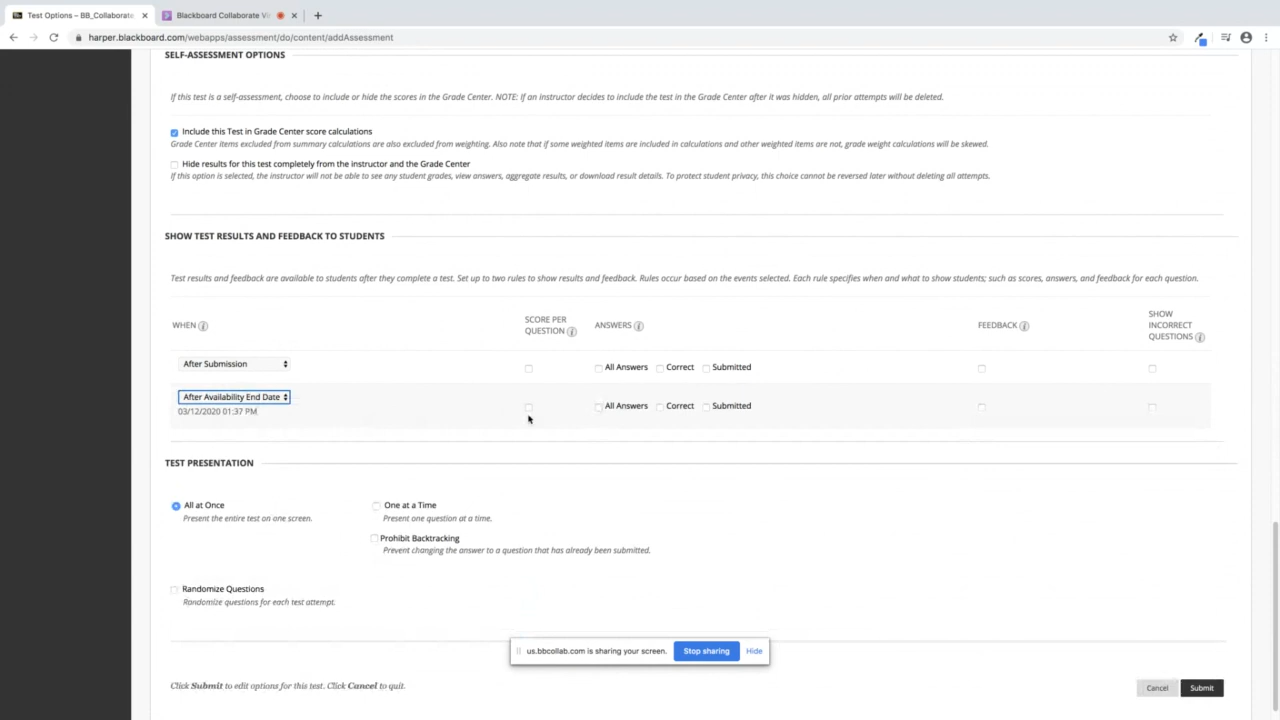 Test Options – BB_Collaborate
Blackboard Collaborate Vi
harper.blackboard.com/webapps/assessment/do/content/addAssessment
SELF-ASSESSMENT OPTIONS
If this test is a self-assessment, choose to include or hide the scores in the Grade Center. NOTE: If an instructor decides to include the test in the Grade Center after it was hidden, all prior attempts will be deleted.
Include this Test in Grade Center score calculations
Grade Center items excluded from summary calculations are also excluded from weighting. Also note that if some weighted items are included in calculations and other weighted items are not, grade weight calculations will be skewed.
Hide results for this test completely from the instructor and the Grade Center
If this option is selected, the instructor will not be able to see any student grades, view answers, aggregate results, or download result details. To protect student privacy, this choice cannot be reversed later without deleting all attempts.
SHOW TEST RESULTS AND FEEDBACK TO STUDENTS
Test results and feedback are available to students after they complete a test. Set up to two rules to show results and feedback. Rules occur based on the events selected. Each rule specifies when and what to show students; such as scores, answers, and feedback for each question.
WHEN
SCORE PER
QUESTION
ANSWERS
FEEDBACK
SHOW
INCORRECT
QUESTIONS
After Submission
All Answers Correct Submitted
After Availability End Date
03/12/2020 01:37 PM
All Answers Correct Submitted
TEST PRESENTATION
All at Once
Present the entire test on one screen.
One at a Time
Present one question at a time.
Prohibit Backtracking
Prevent changing the answer to a question that has already been submitted.
Randomize Questions
Randomize questions for each test attempt.
us.bbcollab.com is sharing your screen. Stop sharing Hide
Click Submit to edit options for this test. Click Cancel to quit.
Cancel Submit